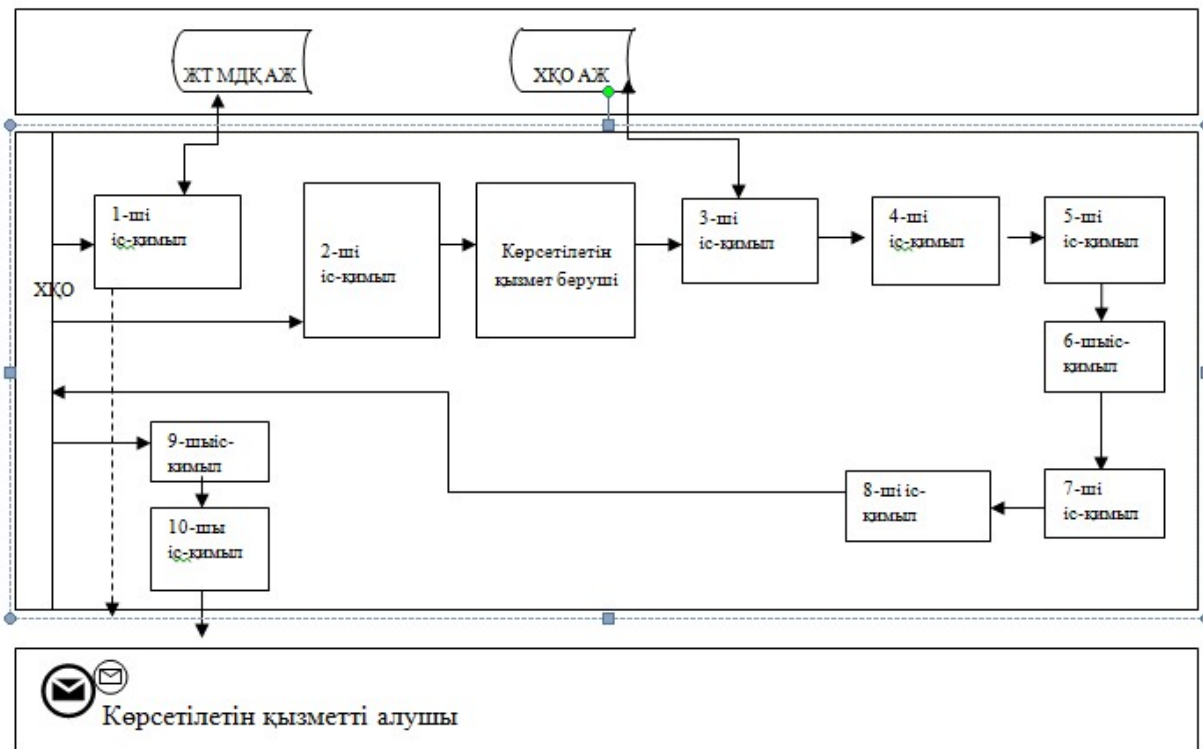 ЖТ МДҚ АЖ
ХҚО АЖ
1-ші
іс-қимыл
2-ші
іс-қимыл
Көрсетілетін
қызмет беруші
3-ші
іс-қимыл
4-ші
іс-қимыл
5-ші
іс-қимыл
ХҚО
6-шыіс-
қимыл
9-шыіс-
қимыл
8-ші іс-
қимыл
7-ші
іс-қимыл
10-шы
іс-қимыл
Көрсетілетін қызметті алушы